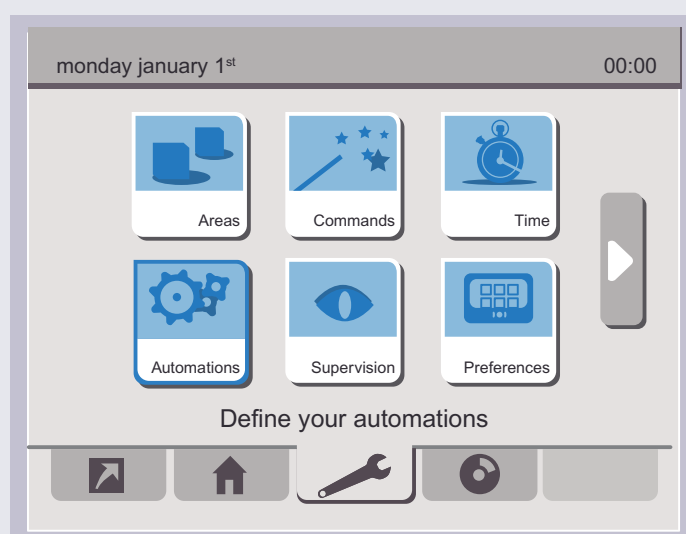 monday january 1st 00:00
Areas Commands Time
Automations Supervision Preferences
Define your automations